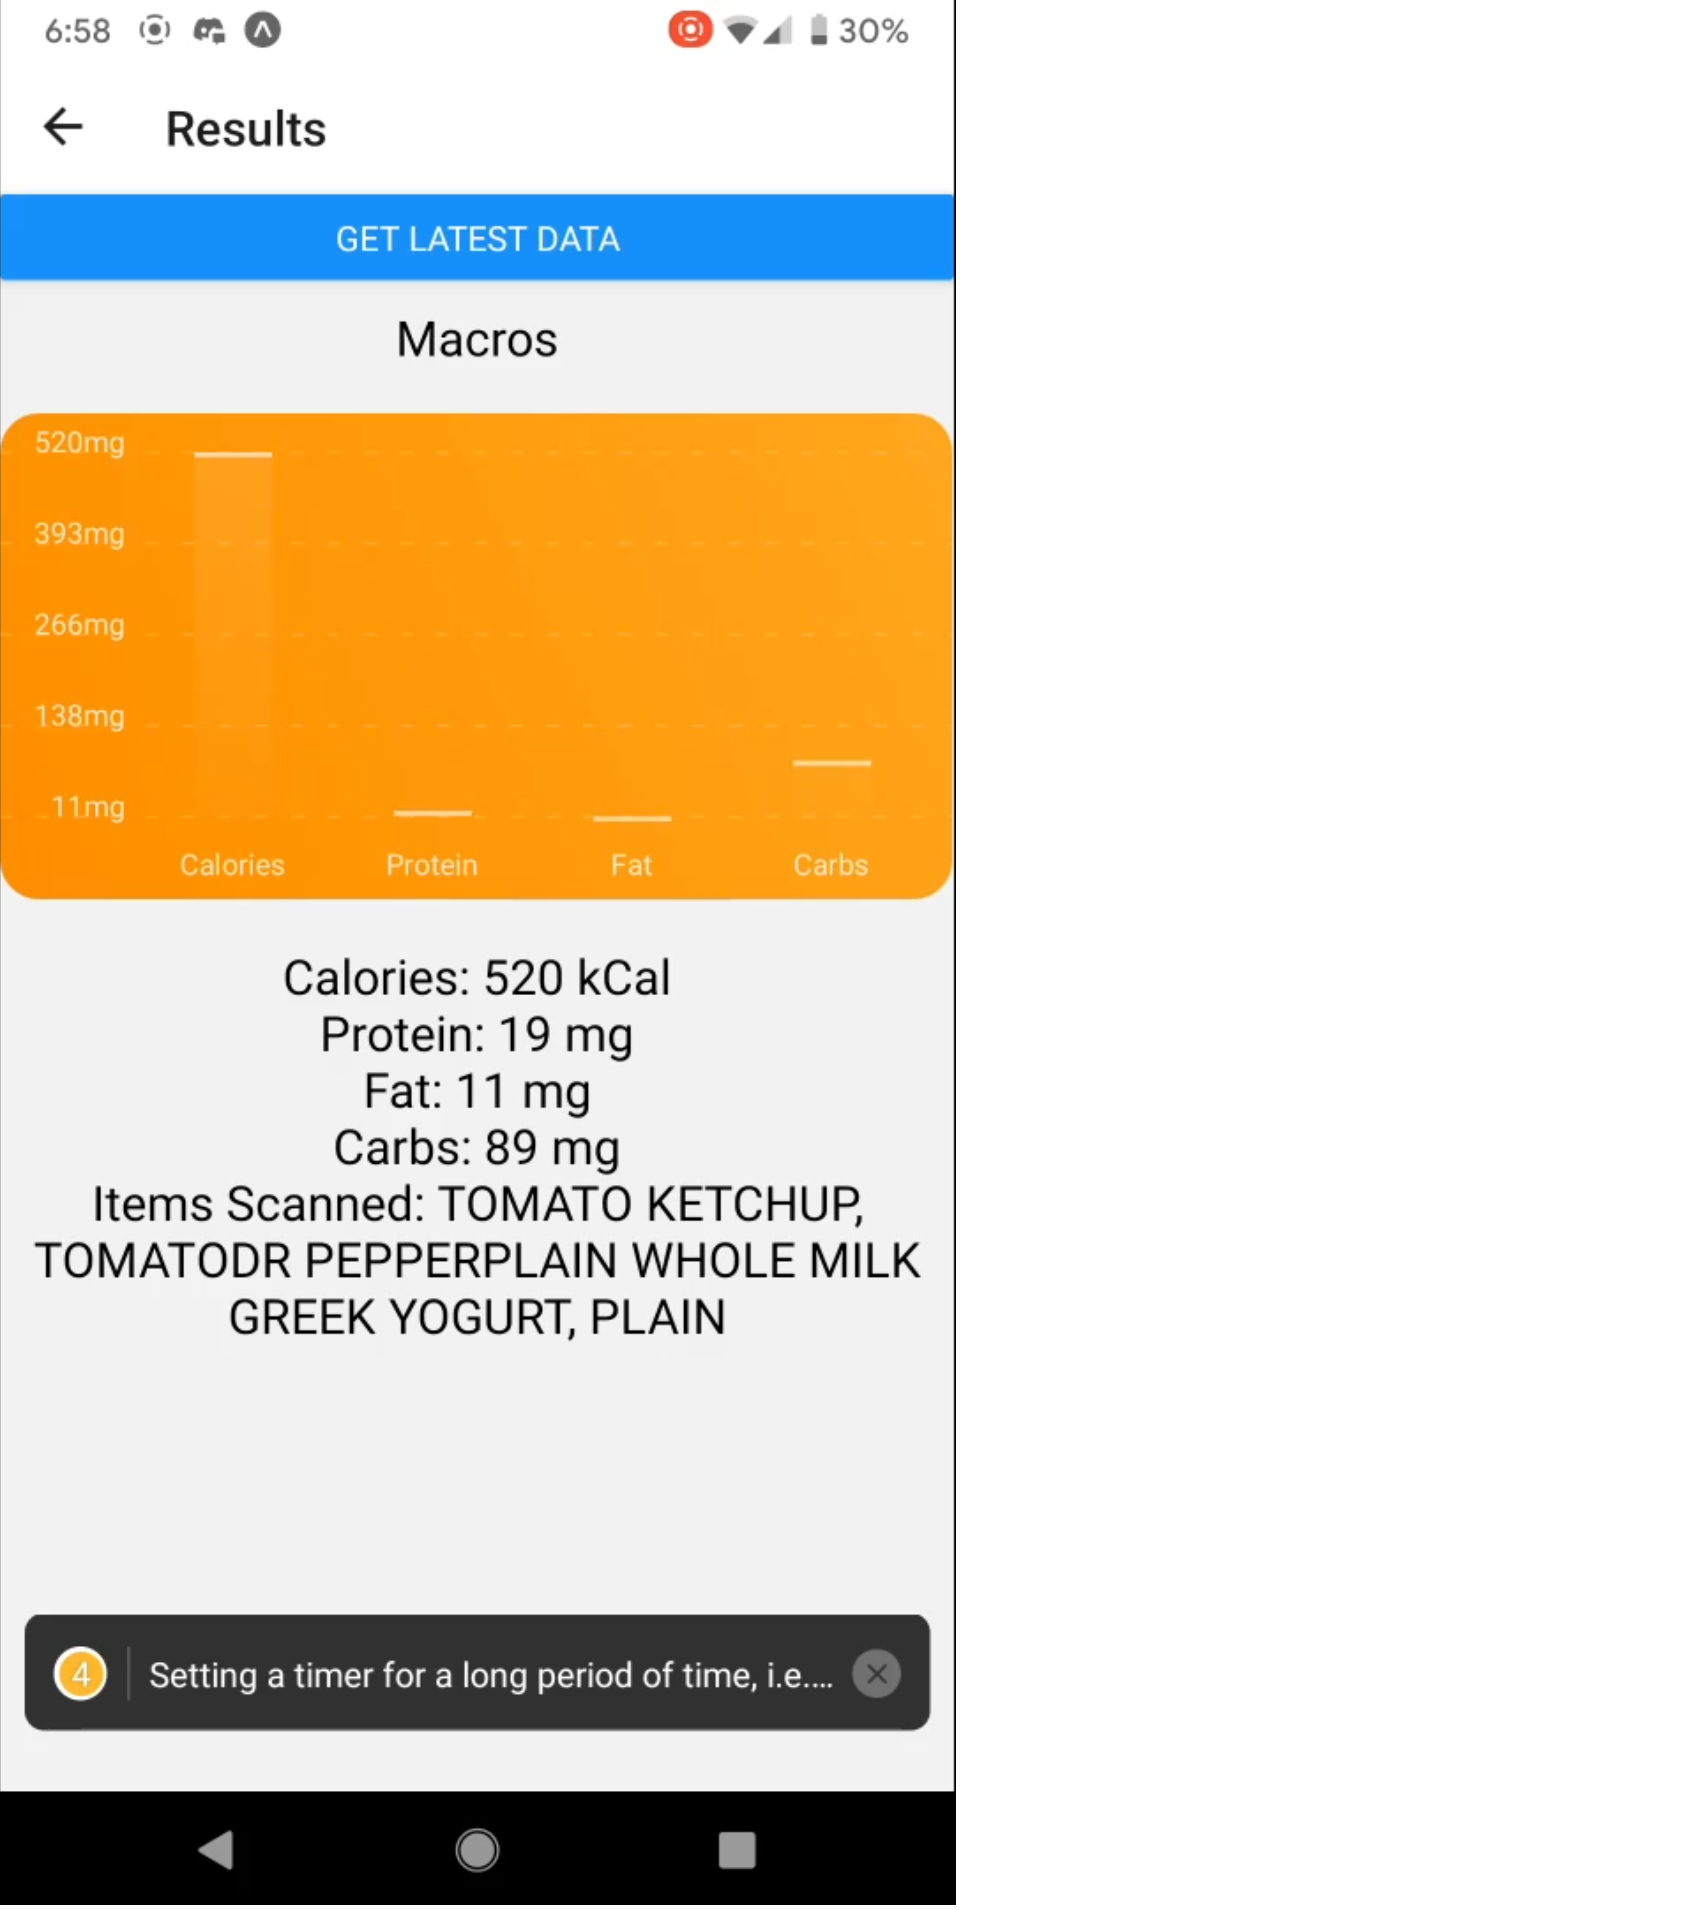 6:58 30%
Results
GET LATEST DATA
Macros
520mg
393mg
266mg
138mg
11mg
Calories Protein Fat Carbs
Calories: 520 kCal
Protein: 19 mg
Fat: 11 mg
Carbs: 89 mg
Items Scanned: TOMATO KETCHUP,
TOMATODR PEPPERPLAIN WHOLE MILK
GREEK YOGURT, PLAIN
4 Setting a timer for a long period of time, i.e....